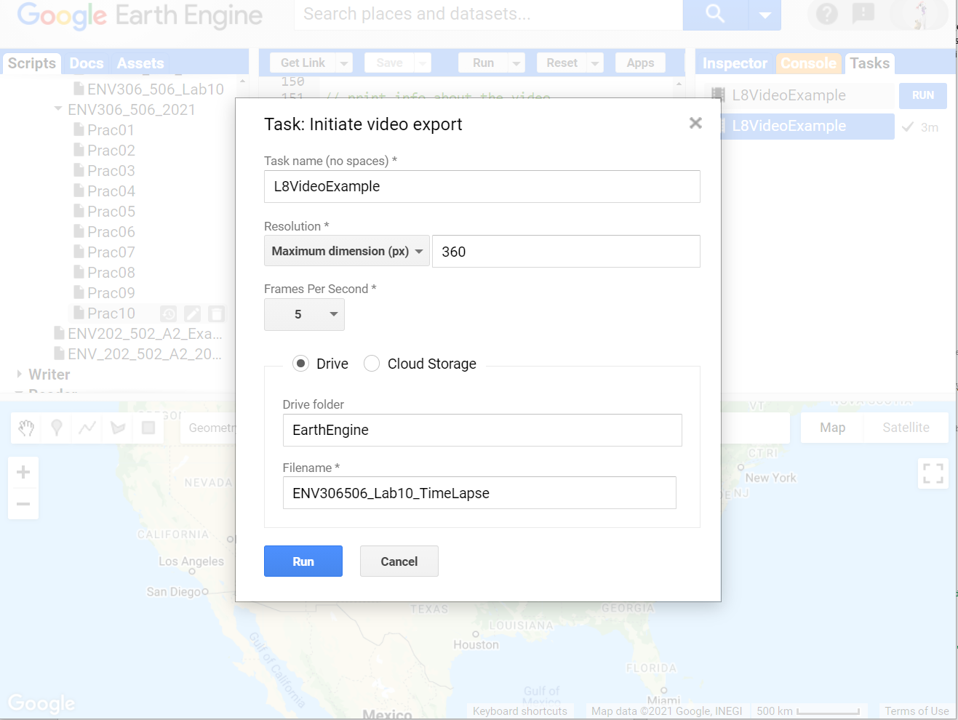 Google Earth Engine
Search places and datasets...
Scripts Docs Assets
Get Link Save Run Reset Apps
Inspector Console Tasks
ENV306_506_Lab10
ENV306_506_2021
Prac01
Prac02
Prac03
Prac04
Prac05
Prac06
Prac07
Prac08
Prac09
Prac10
ENV202_502_A2_Exa...
ENV_202_502_A2_20...
Writer
150
151 // print info about the video
L8VideoExample RUN
L8VideoExample 3m
Task: Initiate video export
Task name (no spaces) *
L8VideoExample
Resolution *
Maximum dimension (px) 360
Frames Per Second *
5
Drive Cloud Storage
Drive folder
EarthEngine
Filename *
ENV306506_Lab10_TimeLapse
Run Cancel
Geometr
Map Satellite
VT
NEVADA
CALIFORNIA
Los Angeles
San Diego
Gulf of California
TEXAS
Houston
LOUISIANA
GEORGIA
FLORIDA
Miami
Gulf of
Mexico
Mexico
CT RI
New York
DE NJ
Google
Keyboard shortcuts Map data ©2021 Google, INEGI 500 km Terms of Use